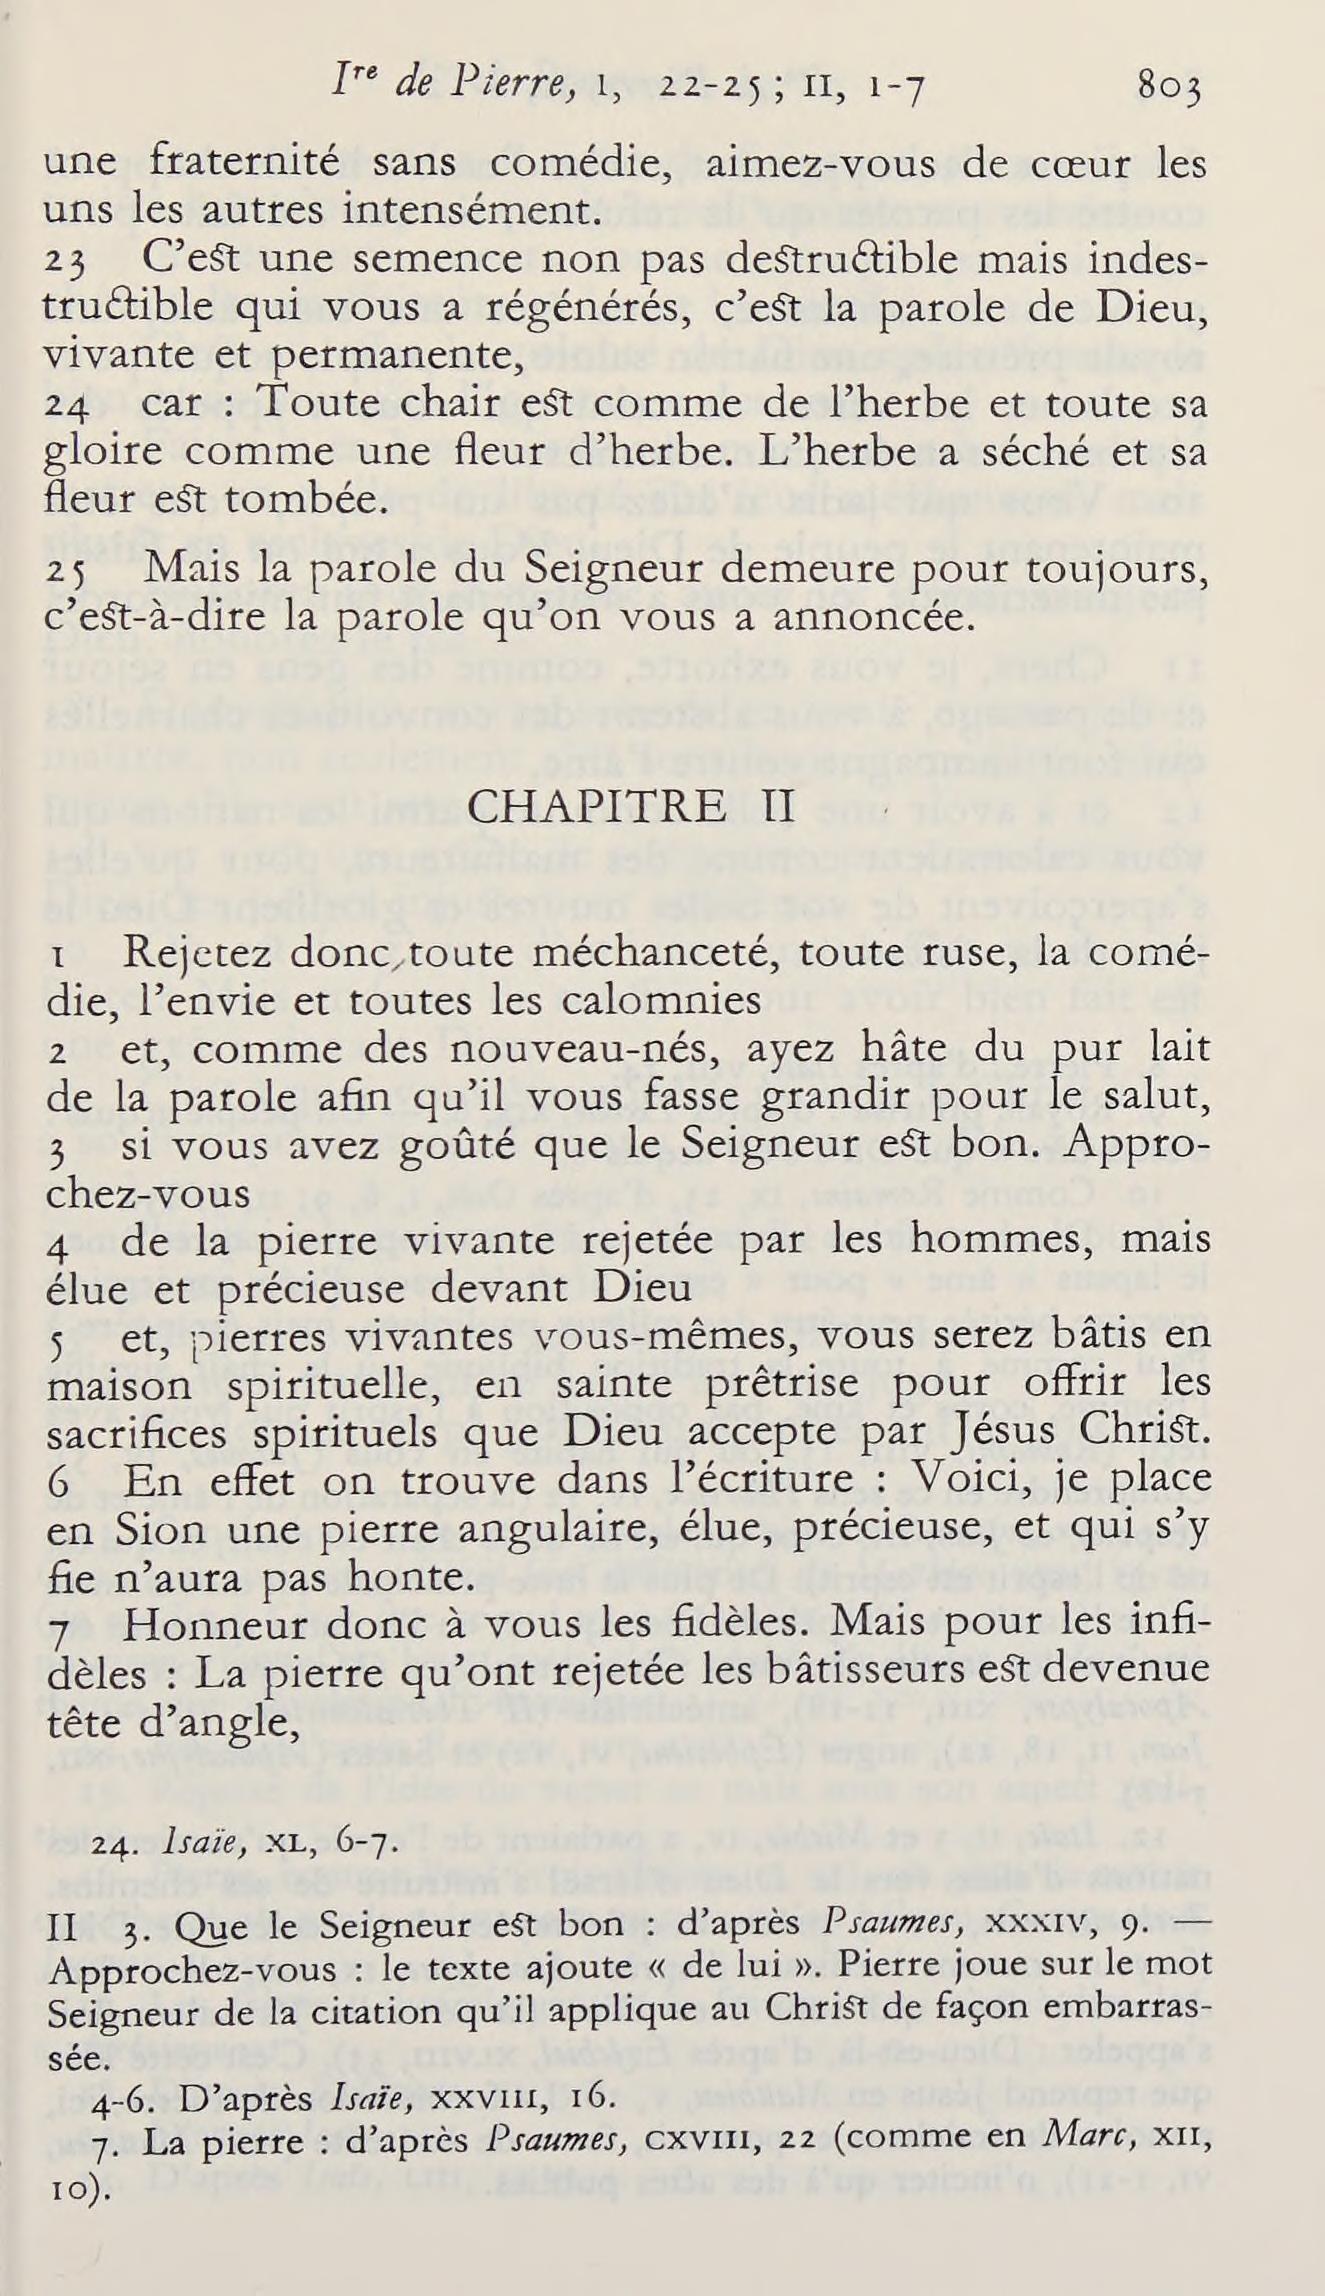 Ire de Pierre, I, 22-25 ; II, 1-7 803
une fraternité sans comédie, aimez-vous de cœur les
uns les autres intensément.
23 C’est une semence non pas destructible mais indes-
tructible qui vous a régénérés, c’est la parole de Dieu,
vivante et permanente,
24 car : Toute chair est comme de l’herbe et toute sa
gloire comme une fleur d’herbe. L’herbe a séché et sa
fleur est tombée.
25 Mais la parole du Seigneur demeure pour toujours,
c’est-à-dire la parole qu’on vous a annoncée.
CHAPITRE II
1 Rejetez donc toute méchanceté, toute ruse, la comé-
die, l’envie et toutes les calomnies
2 et, comme des nouveau-nés, ayez hâte du pur lait
de la parole afin qu’il vous fasse grandir pour le salut,
3 si vous avez goûté que le Seigneur est bon. Appro-
chez-vous
4 de la pierre vivante rejetée par les hommes, mais
élue et précieuse devant Dieu
5 et, pierres vivantes vous-mêmes, vous serez bâtis en
maison spirituelle, en sainte prêtrise pour offrir les
sacrifices spirituels que Dieu accepte par Jésus Christ.
6 En effet on trouve dans l’écriture : Voici, je place
en Sion une pierre angulaire, élue, précieuse, et qui s’y
fie n’aura pas honte.
7 Honneur donc à vous les fidèles. Mais pour les infi-
dèles : La pierre qu’ont rejetée les bâtisseurs est devenue
tête d’angle,
24. Isaïe, XL, 6-7.
II 3. Que le Seigneur est bon : d’après Psaumes, XXXIV, 9. —
Approchez-vous : le texte ajoute « de lui ». Pierre joue sur le mot
Seigneur de la citation qu’il applique au Christ de façon embarras-
sée.
4-6. D’après Isaïe, XXVIII, 16.
7. La pierre : d’après Psaumes, CXVIII, 22 (comme en Marc, XII,
10).